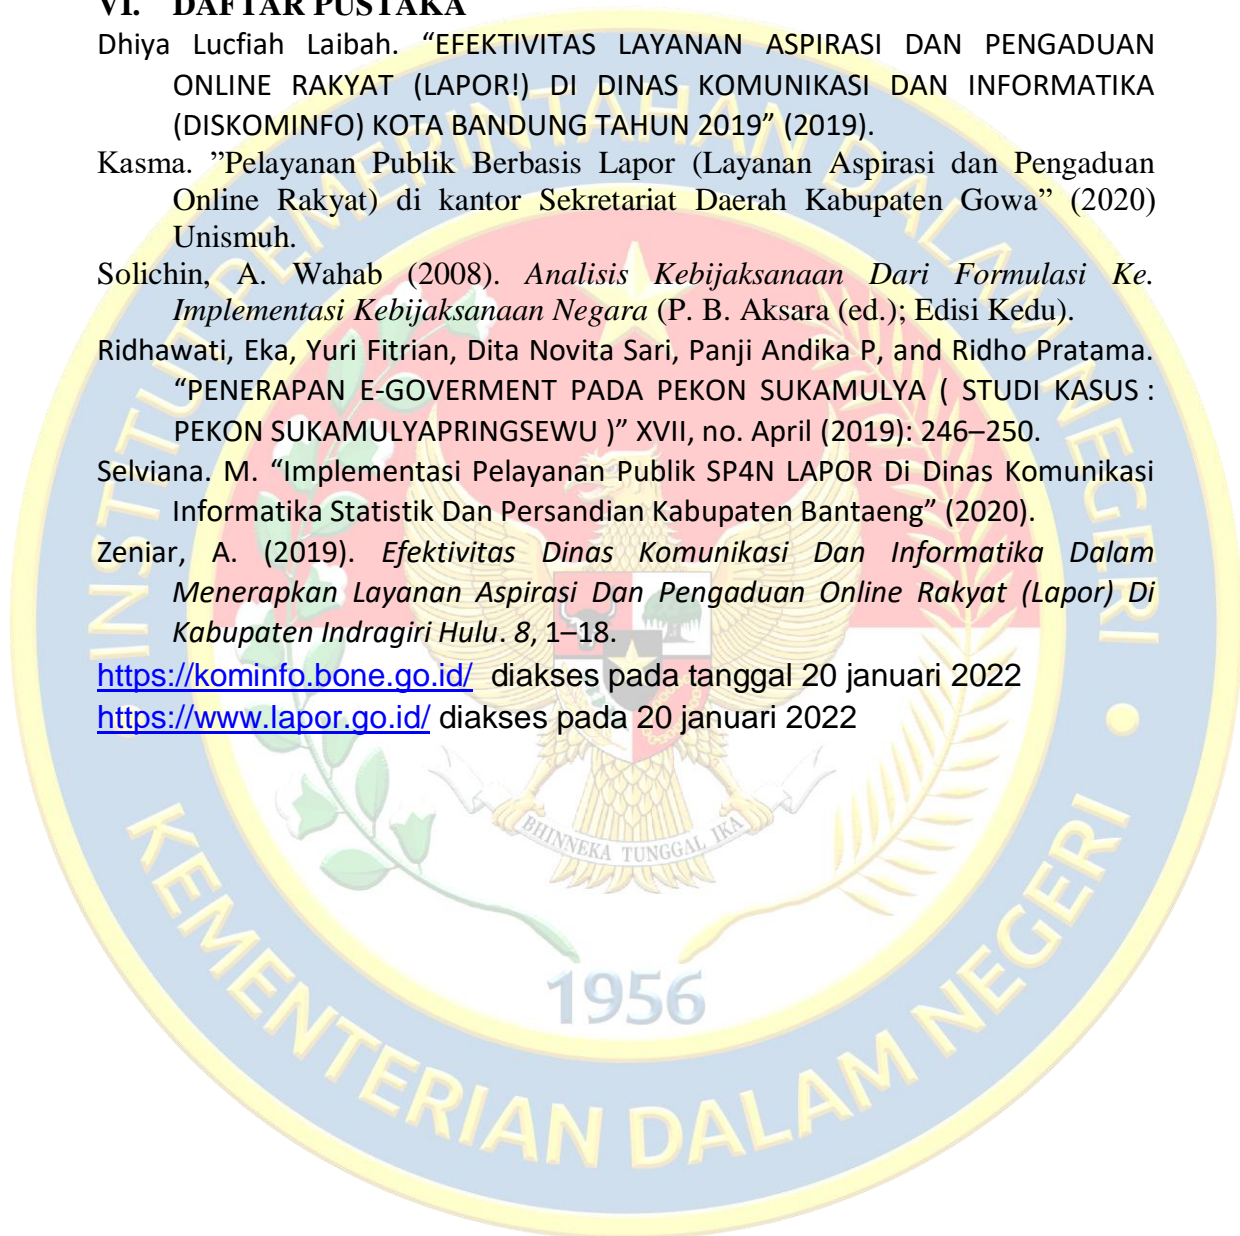 VI. DAFTAR PUSTAKA
Dhiya Lucfiah Laibah. “EFEKTIVITAS LAYANAN ASPIRASI DAN PENGADUAN
ONLINE RAKYAT (LAPOR!) DI DINAS KOMUNIKASI DAN INFORMATIKA
(DISKOMINFO) KOTA BANDUNG TAHUN 2019” (2019).
Kasma. ”Pelayanan Publik Berbasis Lapor (Layanan Aspirasi dan Pengaduan
Online Rakyat) di kantor Sekretariat Daerah Kabupaten Gowa” (2020)
Unismuh.
Solichin, A. Wahab (2008). Analisis Kebijaksanaan Dari Formulasi Ke.
Implementasi Kebijaksanaan Negara (P. B. Aksara (ed.); Edisi Kedu).
Ridhawati, Eka, Yuri Fitrian, Dita Novita Sari, Panji Andika P, and Ridho Pratama.
“PENERAPAN E-GOVERMENT PADA PEKON SUKAMULYA ( STUDI KASUS :
PEKON SUKAMULYAPRINGSEWU )” XVII, no. April (2019): 246–250.
Selviana. M. “Implementasi Pelayanan Publik SP4N LAPOR Di Dinas Komunikasi
Informatika Statistik Dan Persandian Kabupaten Bantaeng” (2020).
Zeniar, A. (2019). Efektivitas Dinas Komunikasi Dan Informatika Dalam
Menerapkan Layanan Aspirasi Dan Pengaduan Online Rakyat (Lapor) Di
Kabupaten Indragiri Hulu. 8, 1–18.
https://kominfo.bone.go.id/ diakses pada tanggal 20 januari 2022
https://www.lapor.go.id/ diakses pada 20 januari 2022
INSTITUT PEMERINTAHAN DALAM NEGERI
BHINNEKA TUNGGAL IKA
1956
KEMENTERIAN DALAM NEGERI